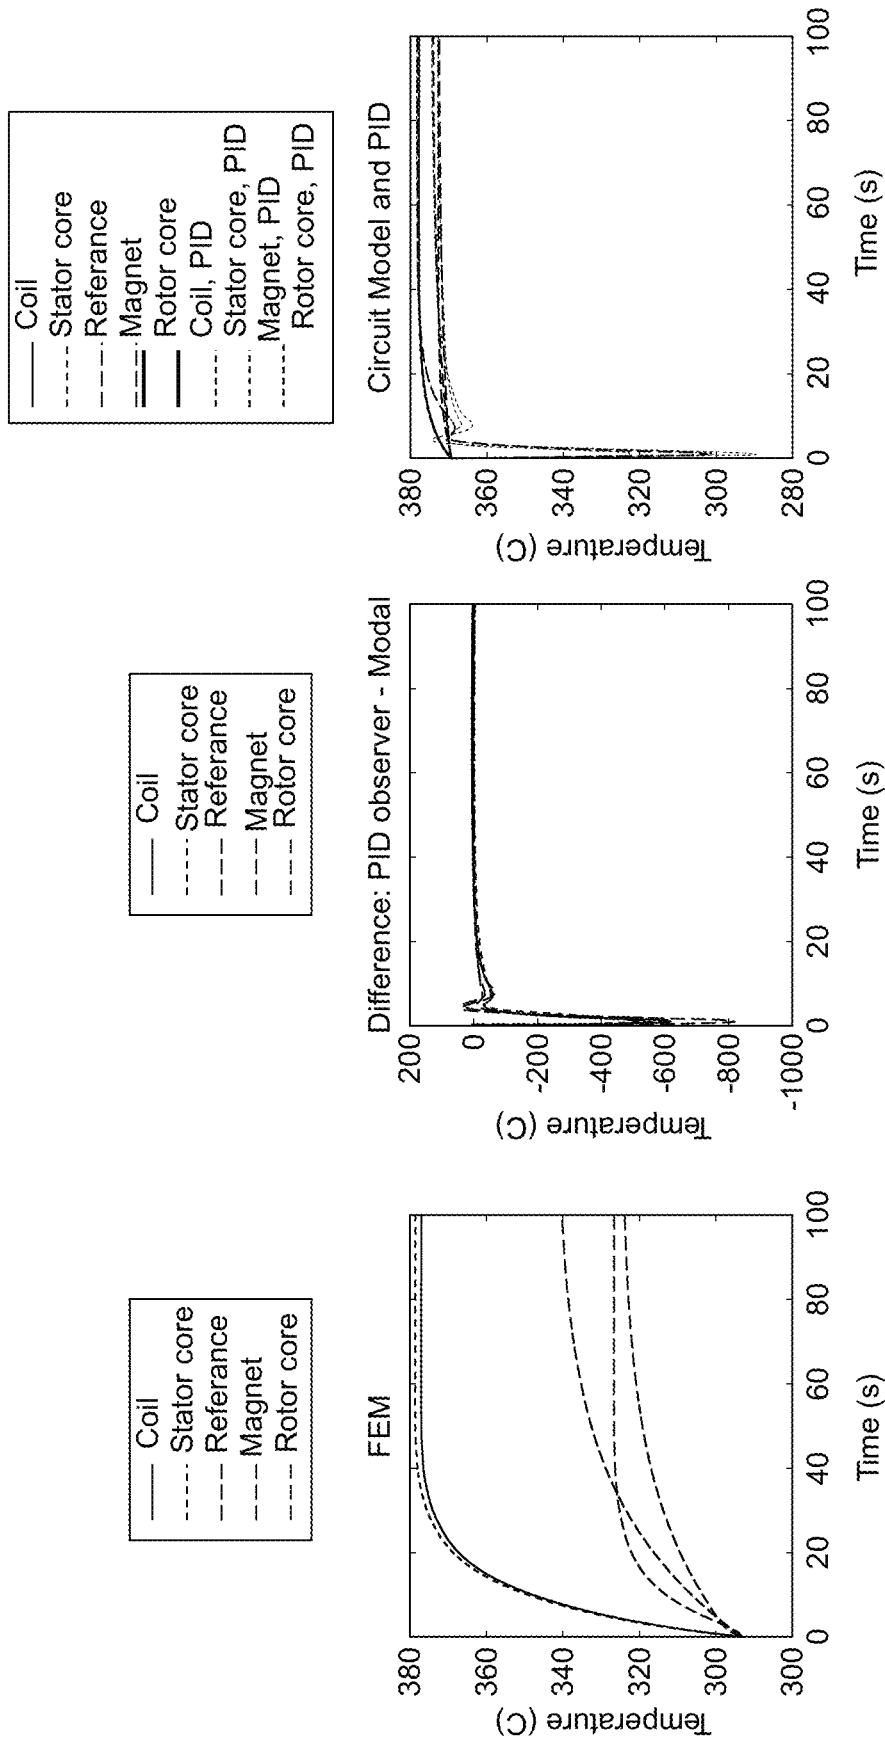 Coil
Stator core
Referance
Magnet
Rotor core
FEM
380
360
340
320
300
300
Temperature (C)
0
20
40
60
80
100
Time (s)
Coil
Stator core
Referance
Magnet
Rotor core
Difference: PID observer - Modal
200
0
-200
-400
-600
-800
-1000
Temperature (C)
0
20
40
60
80
100
Time (s)
Coil
Stator core
Referance
Magnet
Rotor core
Coil, PID
Stator core, PID
Magnet, PID
Rotor core, PID
Circuit Model and PID
380
360
340
320
300
280
Temperature (C)
0
20
40
60
80
100
Time (s)